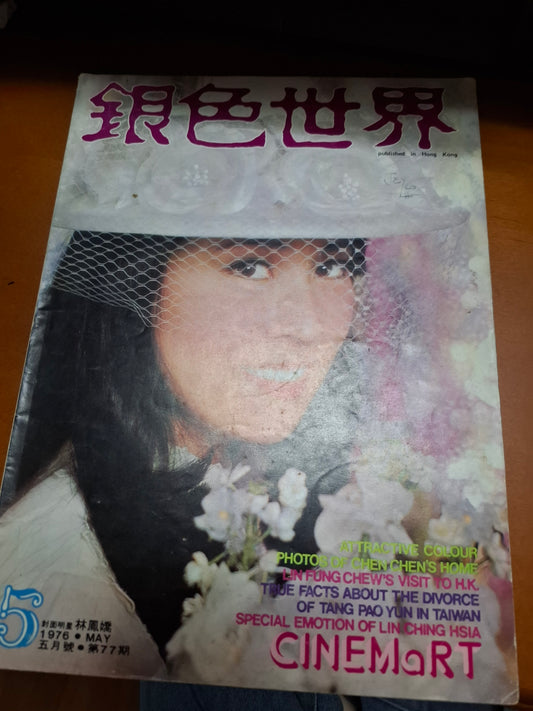 銀色世界
published in Hong Kong
ATTRACTIVE COLOUR
PHOTOS OF CHEN CHEN'S HOME
LIN FUNG CHEW'S VISIT TO H.K.
TRUE FACTS ABOUT THE DIVORCE
OF TANG PAO YUN IN TAIWAN
SPECIAL EMOTION OF LIN CHING HSIA
CINEMaRT
5
封面明星 林鳳嬌
1976 • MAY
五月號 • 第77期